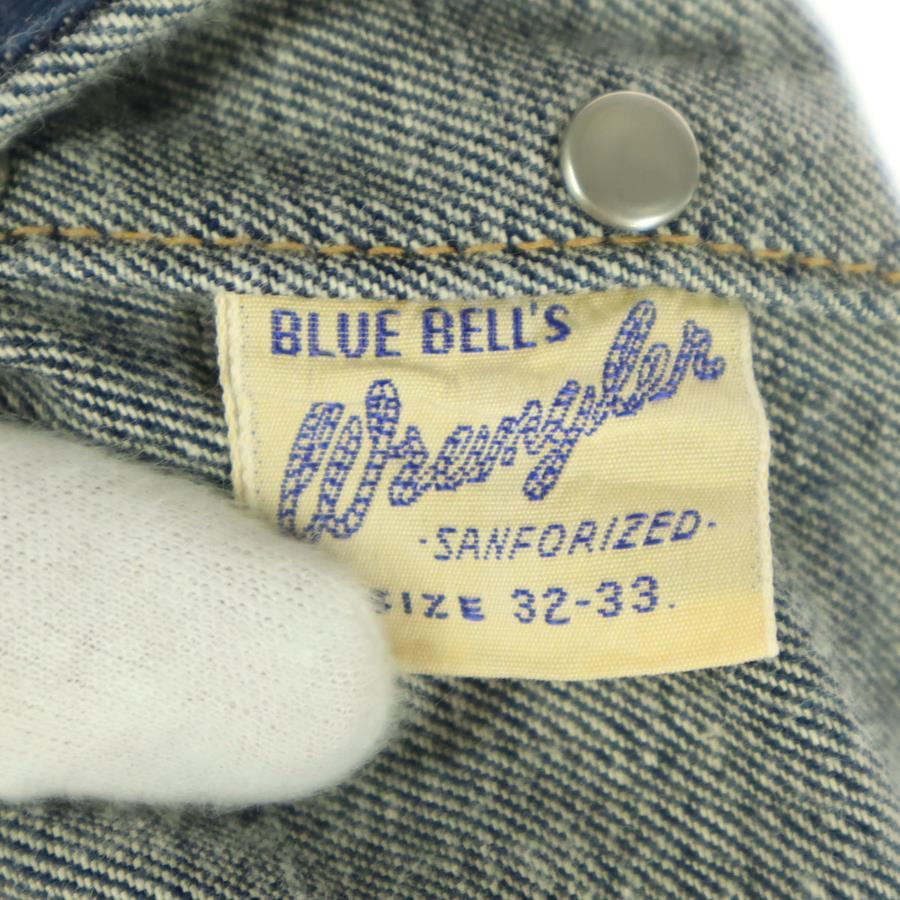 BLUE BELL'S
Wrangler
·SANFORIZED·
SIZE 32-33.